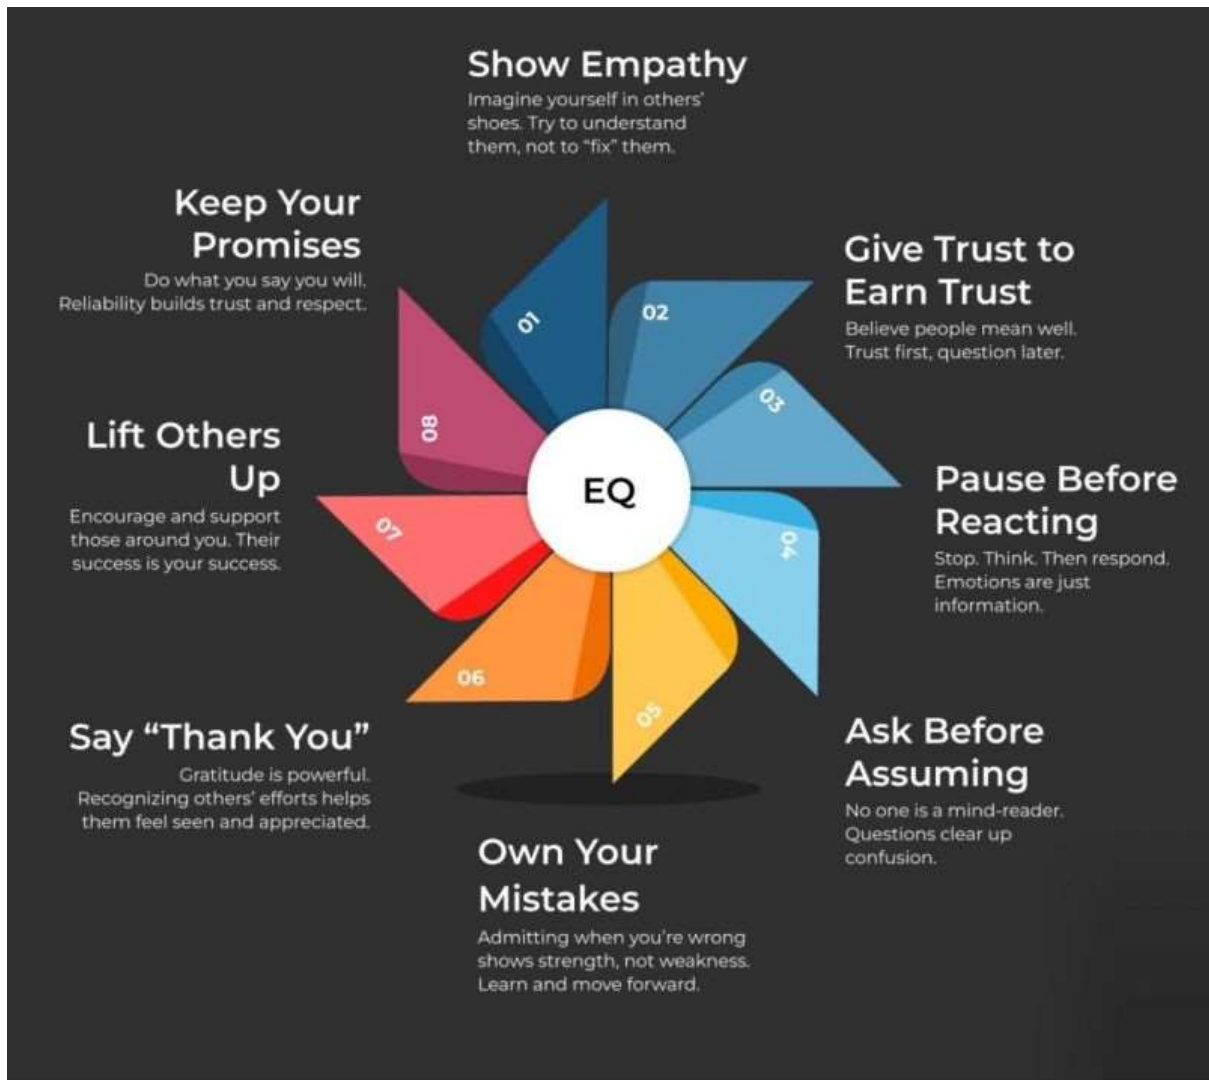 Show Empathy
Imagine yourself in others'
shoes. Try to understand
them, not to “fix” them.
Give Trust to
Earn Trust
Believe people mean well.
Trust first, question later.
Pause Before
Reacting
Stop. Think. Then respond.
Emotions are just
information.
Ask Before
Assuming
No one is a mind-reader.
Questions clear up
confusion.
Own Your
Mistakes
Admitting when you're wrong
shows strength, not weakness.
Learn and move forward.
Say “Thank You”
Gratitude is powerful.
Recognizing others' efforts helps
them feel seen and appreciated.
Lift Others
Up
Encourage and support
those around you. Their
success is your success.
Keep Your
Promises
Do what you say you will.
Reliability builds trust and respect.
01
02
03
04
05
06
07
08
EQ